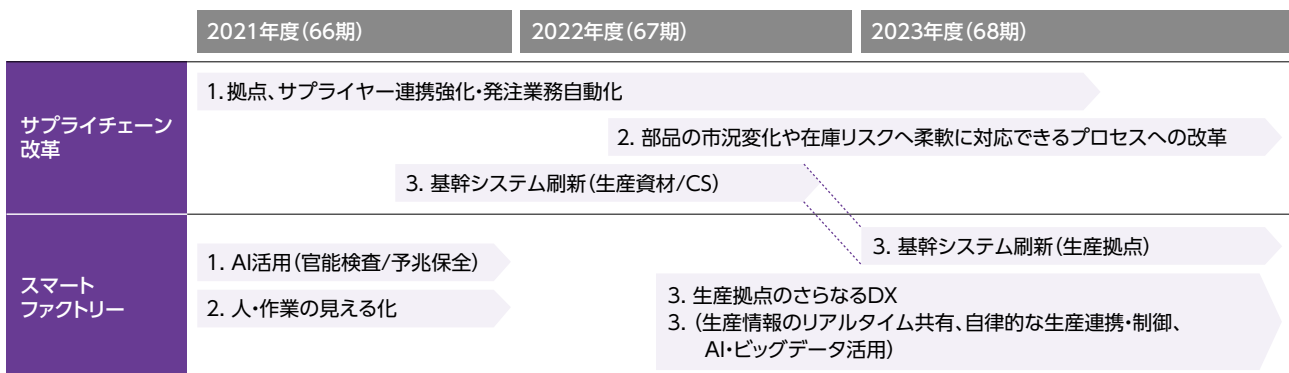 2021年度（66期）
2022年度（67期）
2023年度（68期）
サプライチェーン
改革
1.拠点、サプライヤー連携強化・発注業務自動化
2. 部品の市況変化や在庫リスクへ柔軟に対応できるプロセスへの改革
3. 基幹システム刷新（生産資材/CS）
スマート
ファクトリー
3. 基幹システム刷新（生産拠点）
1. AI活用（官能検査/予兆保全）
2. 人・作業の見える化
3. 生産拠点のさらなるDX
3. （生産情報のリアルタイム共有、自律的な生産連携・制御、
AI・ビッグデータ活用）